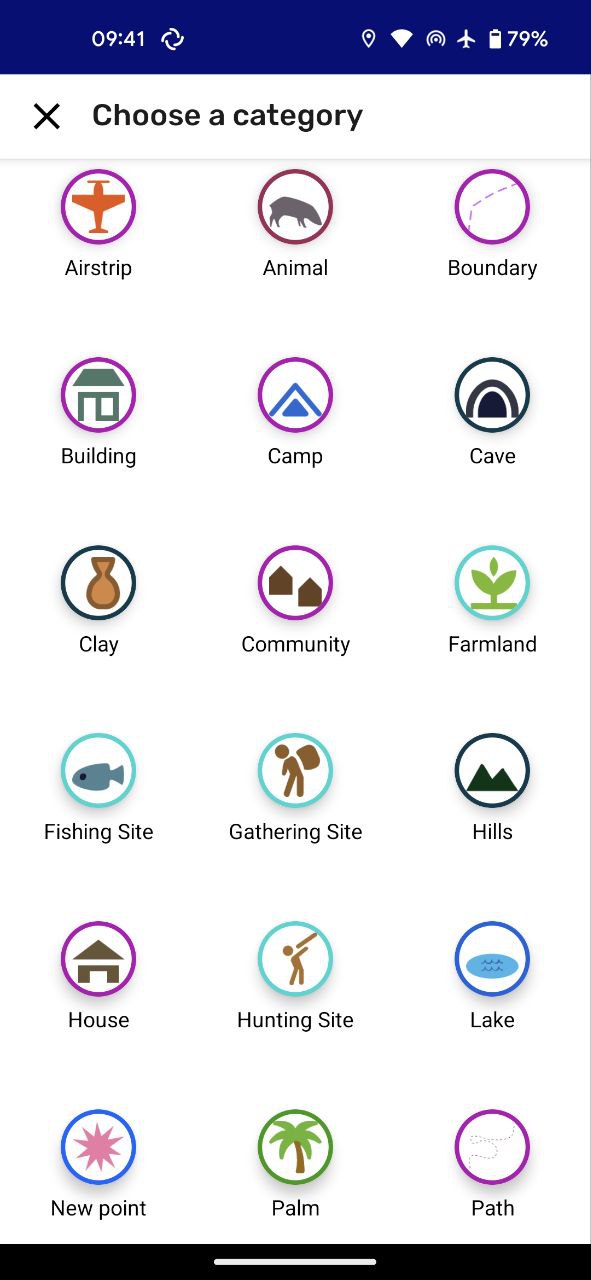 09:41
79%
Choose a category
Airstrip
Animal
Boundary
Building
Camp
Cave
Clay
Community
Farmland
Fishing Site
Gathering Site
Hills
House
Hunting Site
Lake
New point
Palm
Path